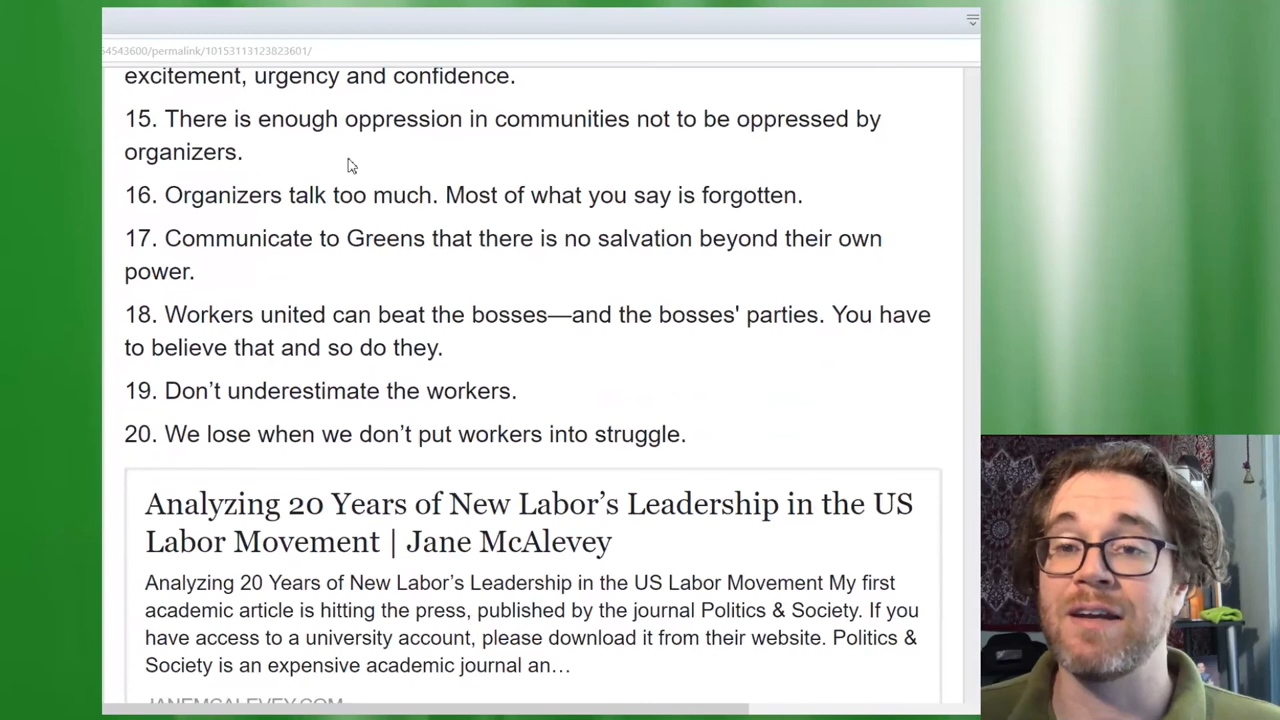 54543600/permalink/10153113123823601/
excitement, urgency and confidence.
15. There is enough oppression in communities not to be oppressed by
organizers.
16. Organizers talk too much. Most of what you say is forgotten.
17. Communicate to Greens that there is no salvation beyond their own
power.
18. Workers united can beat the bosses—and the bosses' parties. You have
to believe that and so do they.
19. Don’t underestimate the workers.
20. We lose when we don’t put workers into struggle.
Analyzing 20 Years of New Labor’s Leadership in the US
Labor Movement | Jane McAlevey
Analyzing 20 Years of New Labor’s Leadership in the US Labor Movement My first
academic article is hitting the press, published by the journal Politics & Society. If you
have access to a university account, please download it from their website. Politics &
Society is an expensive academic journal an…
JANEMCALEVEY.COM